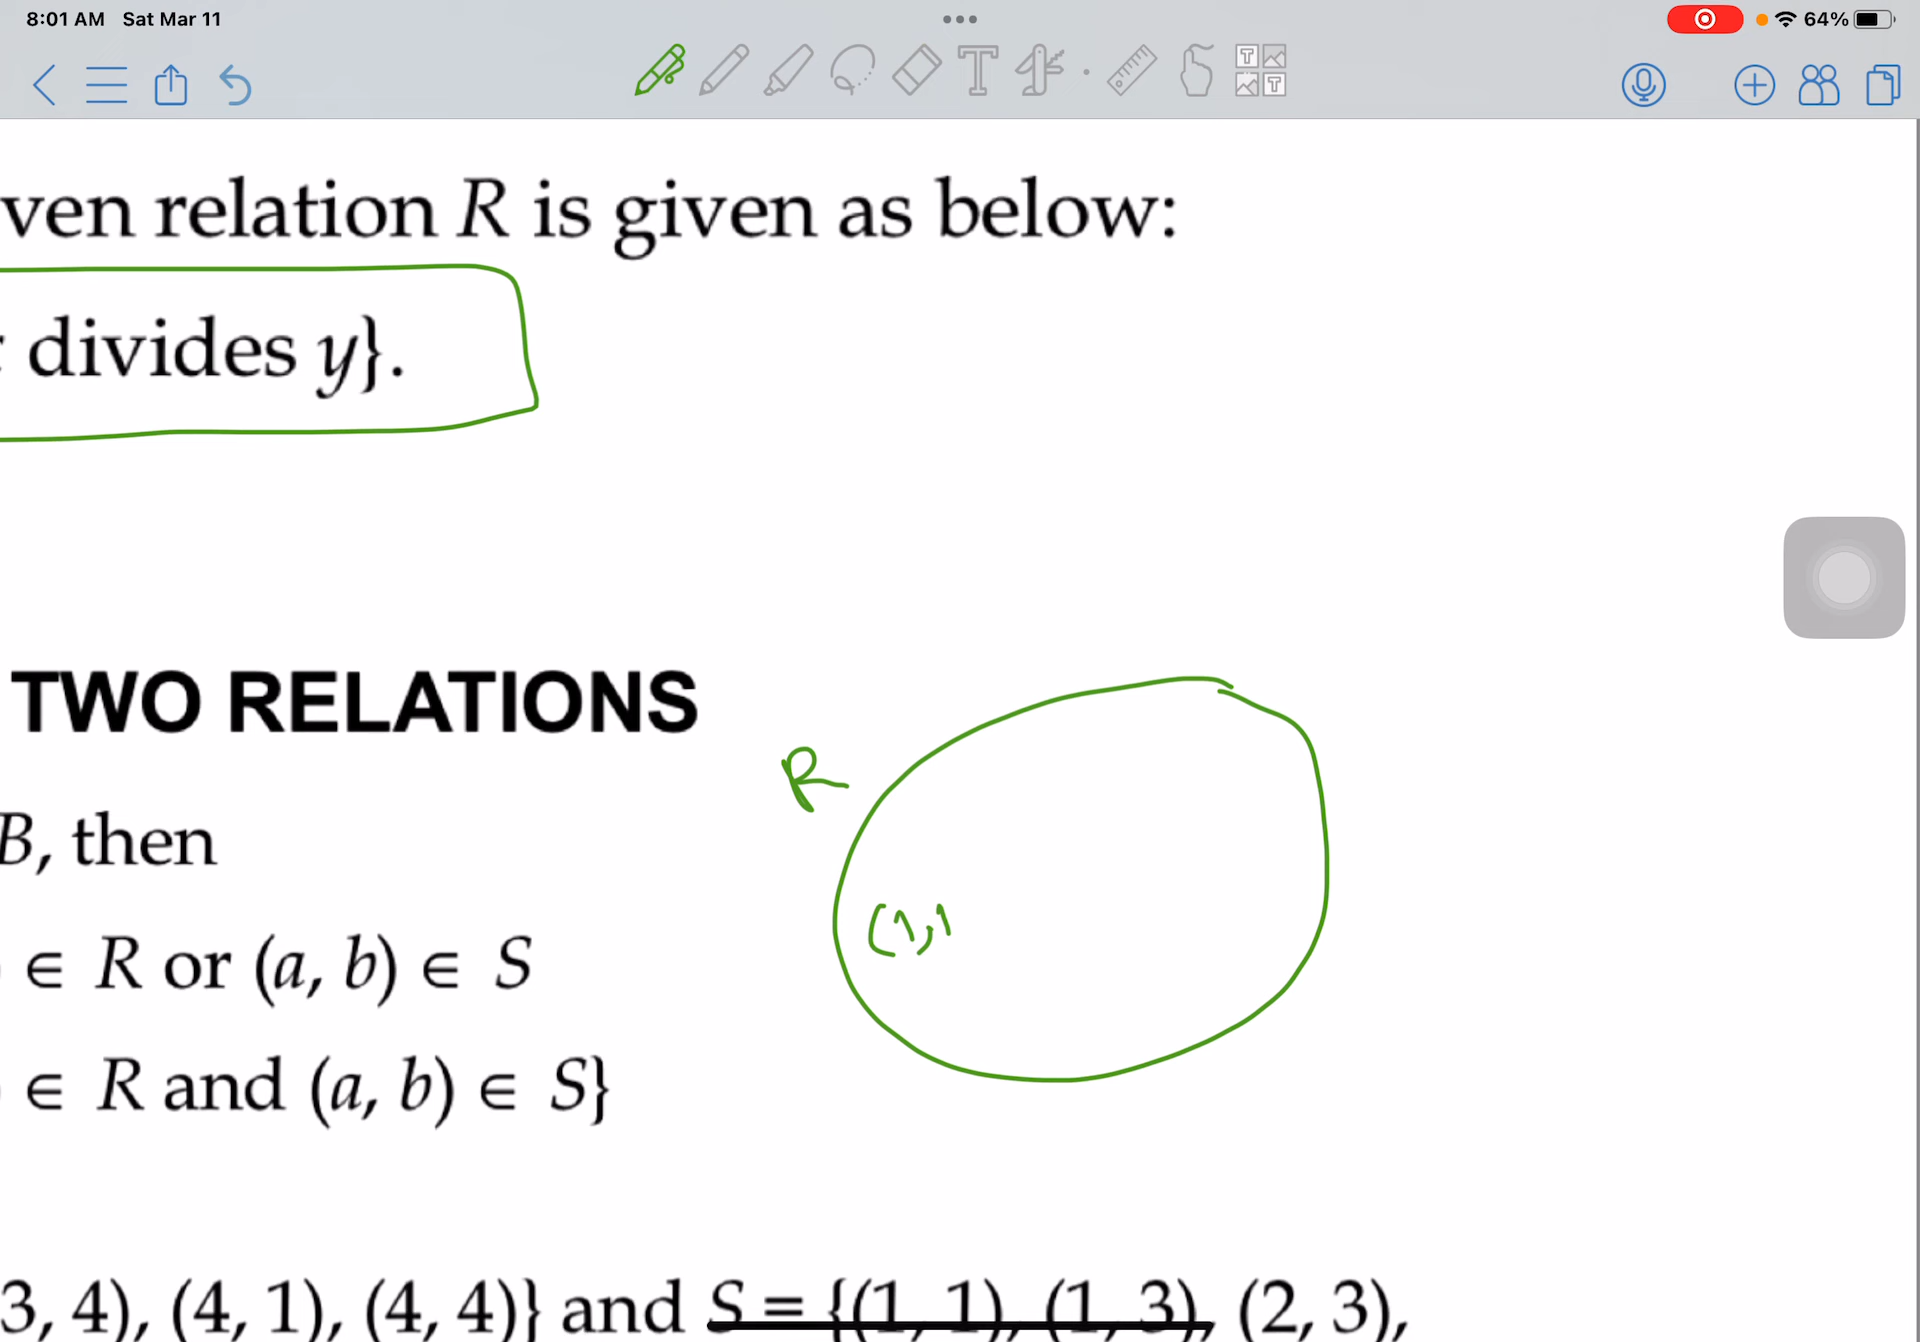 8:01 AM Sat Mar 11
64%
ven relation R is given as below:
divides y}.
TWO RELATIONS
R
B, then
(1,1
∈ R or (a, b) ∈ S
∈ R and (a, b) ∈ S}
3, 4), (4, 1), (4, 4)} and S = {(1, 1), (1, 3), (2, 3),